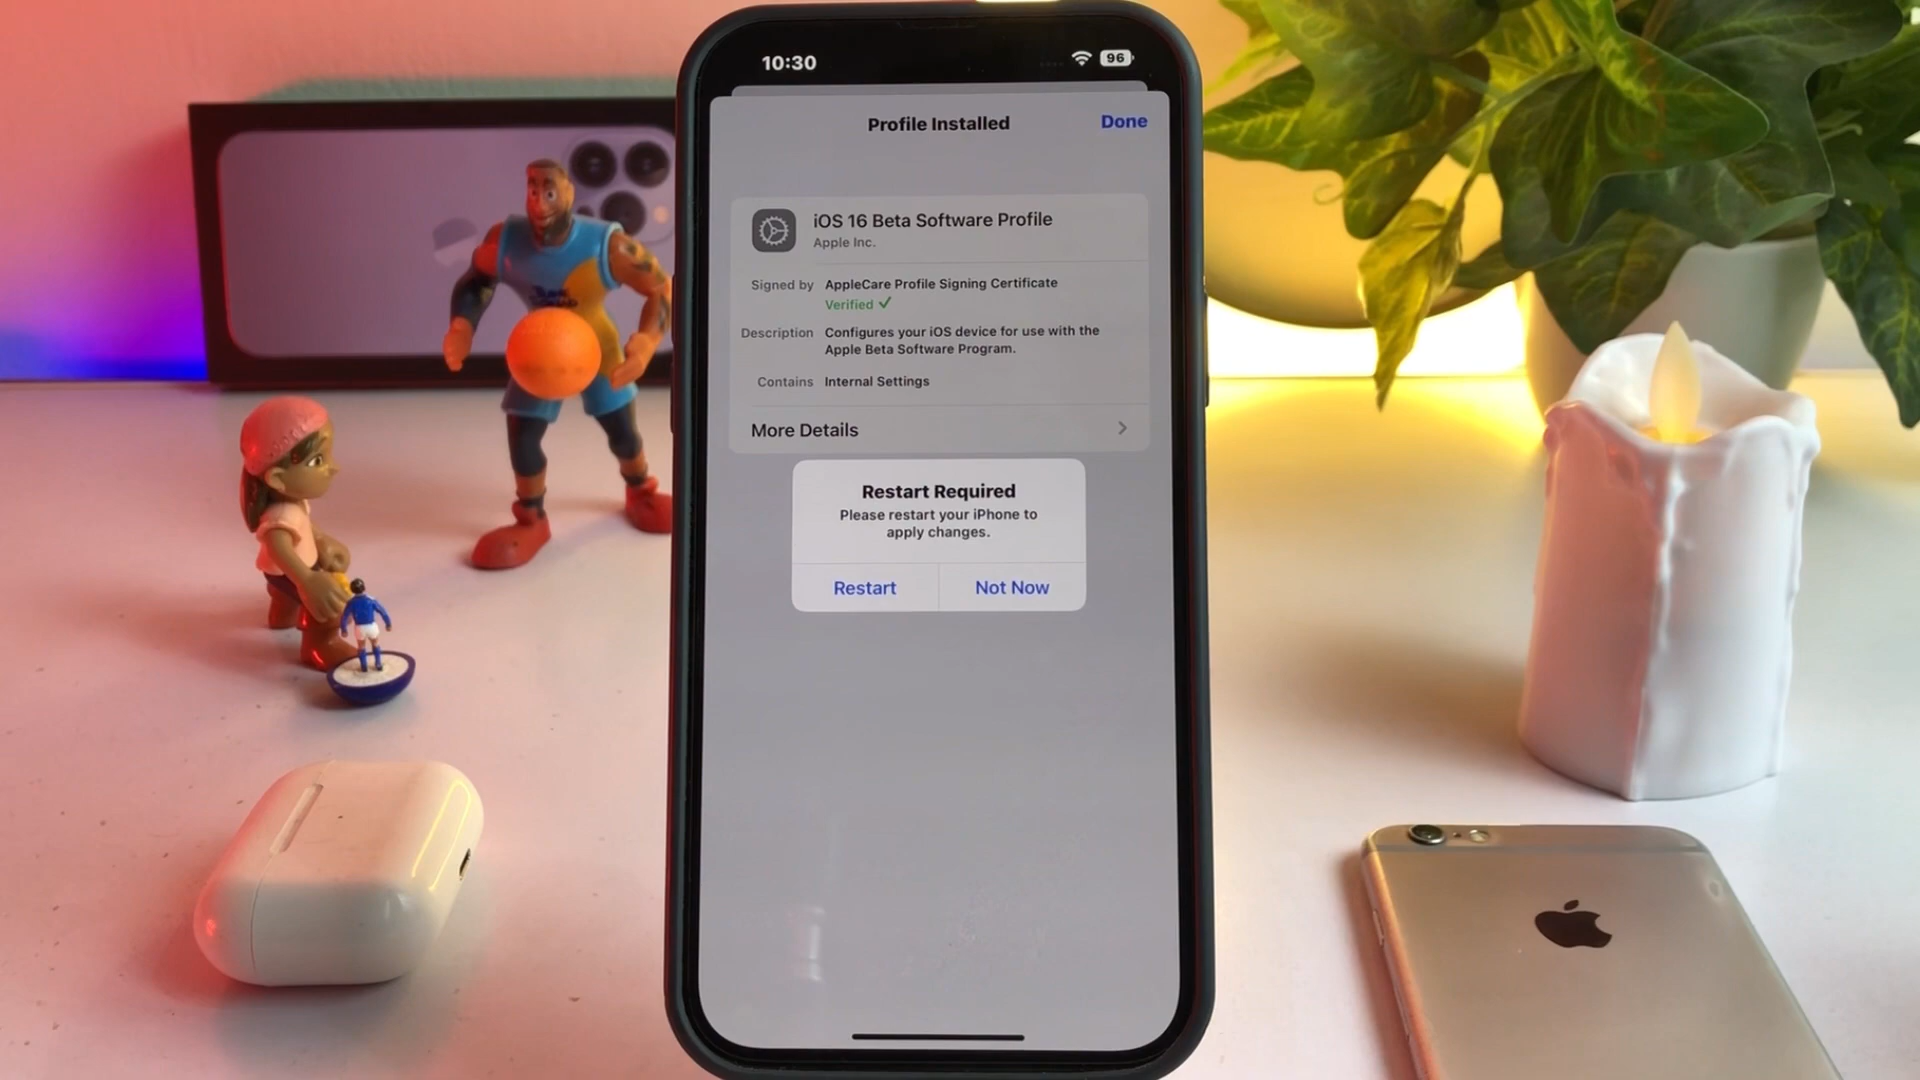 10:30
96
Profile Installed
Done
iOS 16 Beta Software Profile
Apple Inc.
Signed by AppleCare Profile Signing Certificate
Verified ✓
Description Configures your iOS device for use with the
Apple Beta Software Program.
Contains Internal Settings
More Details
Restart Required
Please restart your iPhone to
apply changes.
Restart
Not Now